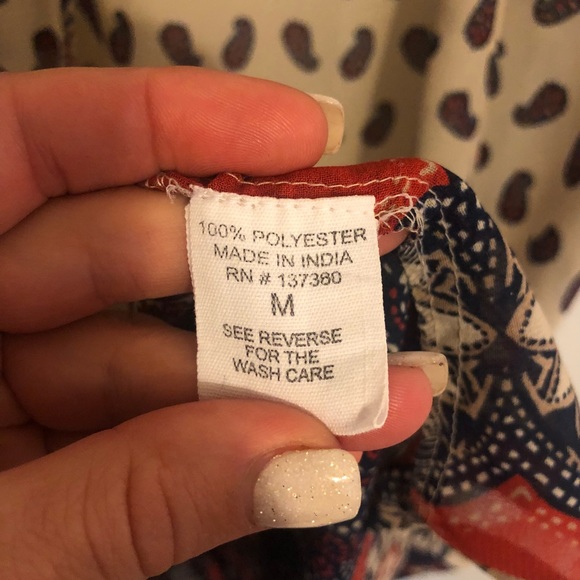 100% POLYESTER
MADE IN INDIA
RN # 137380
M
SEE REVERSE
FOR THE
WASH CARE